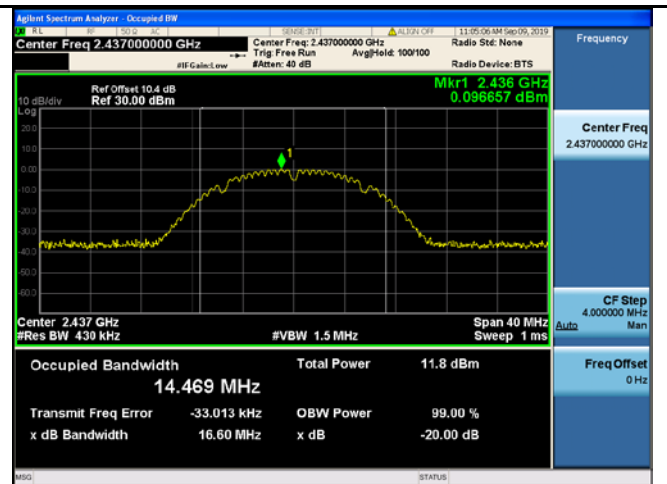 Agilent Spectrum Analyzer - Occupied BW
RL RF 50 Ω AC SENSE:INT ALIGN OFF 11:05:06 AM Sep 09, 2019
Center Freq 2.437000000 GHz
Center Freq: 2.437000000 GHz
Radio Std: None
Trig: Free Run Avg|Hold: 100/100
#IFGain:Low #Atten: 40 dB Radio Device: BTS
Frequency
Ref Offset 10.4 dB
10 dB/div Ref 30.00 dBm
Mkr1 2.436 GHz
0.096657 dBm
Log
20.0
10.0
0.00
-10.0
-20.0
-30.0
-40.0
-50.0
-60.0
1
Center 2.437 GHz Span 40 MHz
#Res BW 430 kHz #VBW 1.5 MHz Sweep 1 ms
Occupied Bandwidth Total Power 11.8 dBm
14.469 MHz
Transmit Freq Error -33.013 kHz OBW Power 99.00 %
x dB Bandwidth 16.60 MHz x dB -20.00 dB
Center Freq
2.437000000 GHz
CF Step
4.000000 MHz
Auto Man
Freq Offset
0 Hz
MSG STATUS